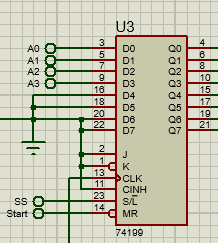 U3
A0 3 D0 Q0 4
A1 5 D1 Q1 6
A2 7 D2 Q2 8
A3 9 D3 Q3 10
16 D4 Q4 15
18 D5 Q5 17
20 D6 Q6 19
22 D7 Q7 21
2 J
1 K
13 CLK
11 CINH
SS 23 S/L
Start 14 MR
74199